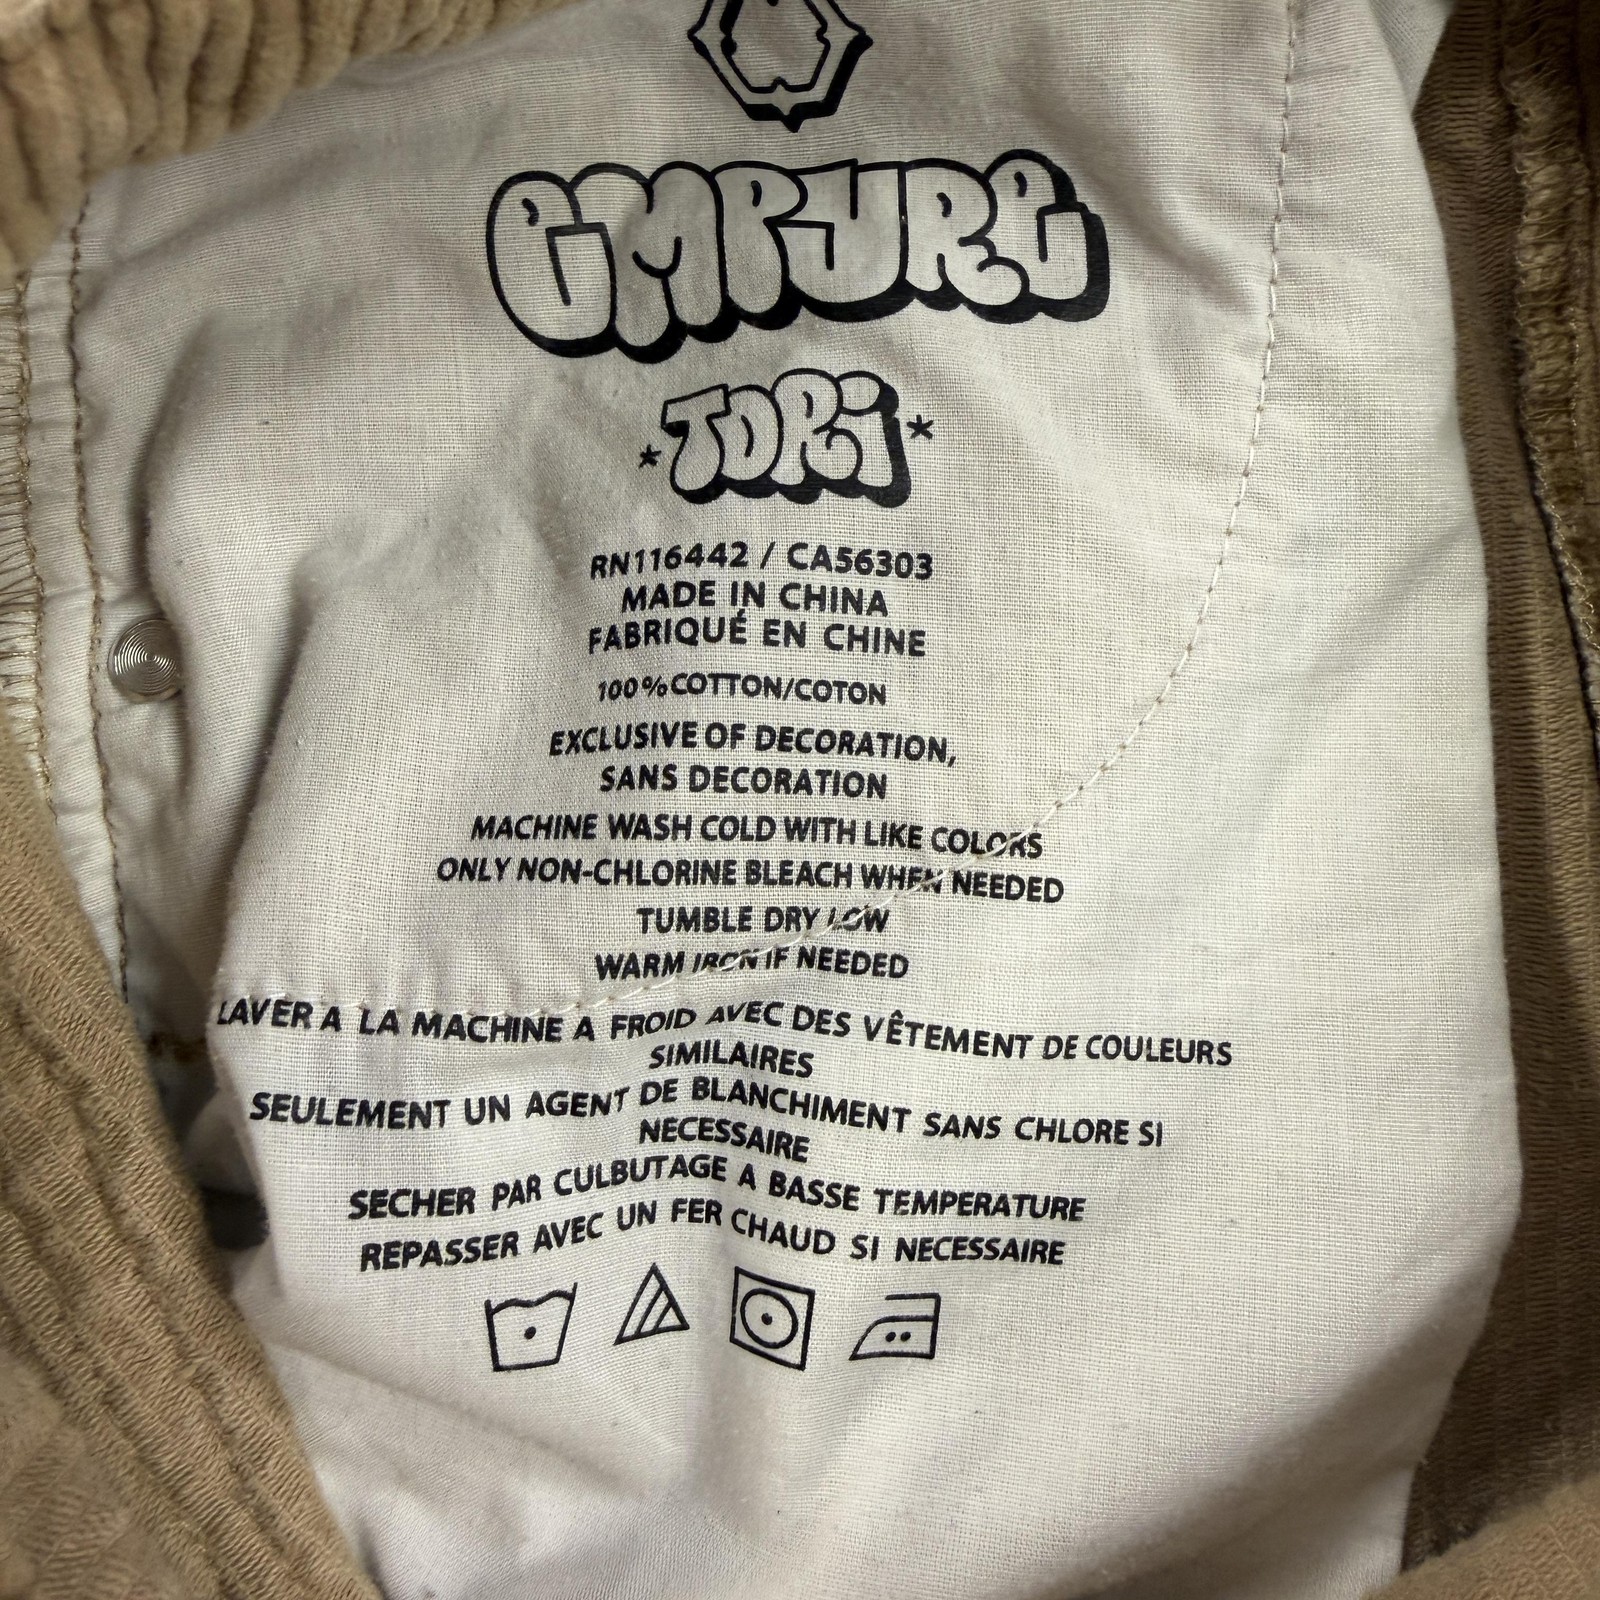 EMPYRE
*TORi*
RN116442 / CA56303
MADE IN CHINA
FABRIQUÉ EN CHINE
100%COTTON/COTON
EXCLUSIVE OF DECORATION,
SANS DECORATION
MACHINE WASH COLD WITH LIKE COLORS
ONLY NON-CHLORINE BLEACH WHEN NEEDED
TUMBLE DRY LOW
WARM IRON IF NEEDED
LAVER A LA MACHINE A FROID AVEC DES VÊTEMENT DE COULEURS
SIMILAIRES
SEULEMENT UN AGENT DE BLANCHIMENT SANS CHLORE SI
NECESSAIRE
SECHER PAR CULBUTAGE A BASSE TEMPERATURE
REPASSER AVEC UN FER CHAUD SI NECESSAIRE